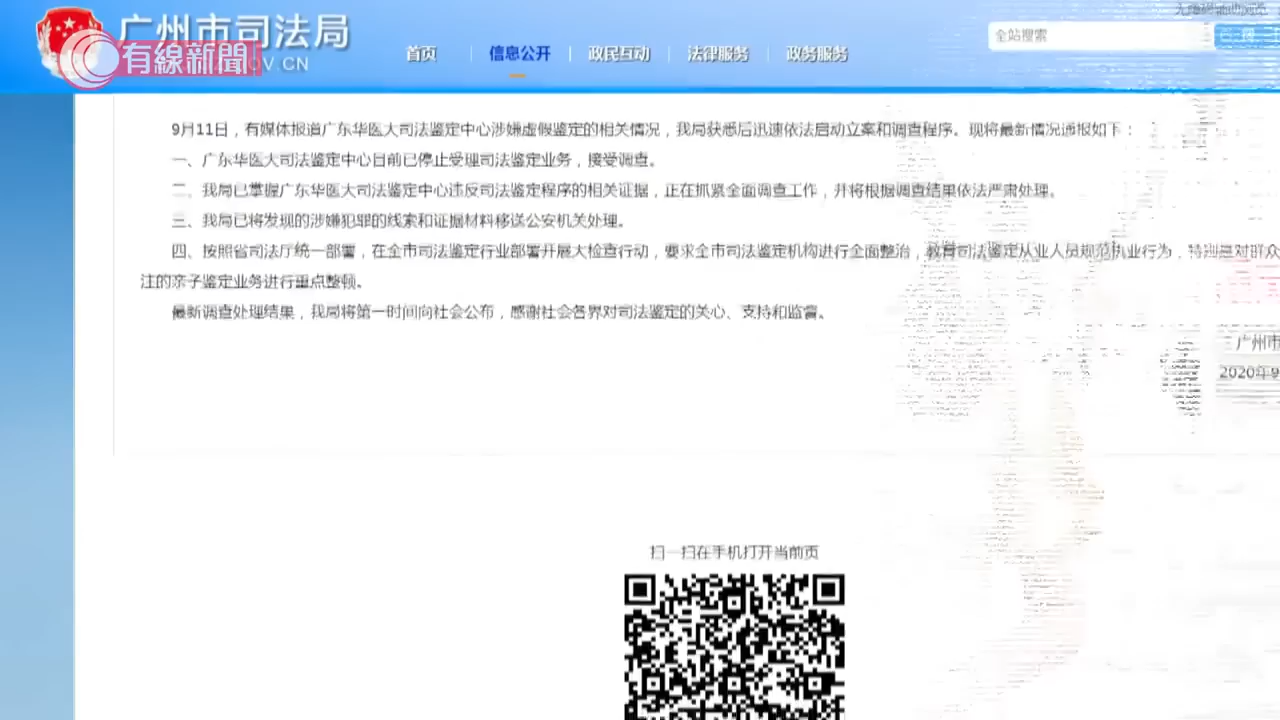 广州市司法局
有線新聞
OV.CN
首页 信息公开 政民互动 法律服务 政务服务
全站搜索
9月11日，有媒体报道广东华医大司法鉴定中心涉嫌虚假鉴定的相关情况，我局获悉后迅速依法启动立案和调查程序。现将最新情况通报如下：
一、广东华医大司法鉴定中心目前已停止受理司法鉴定业务，接受调查。
二、我局已掌握广东华医大司法鉴定中心违反司法鉴定程序的相关证据，正在抓紧全面调查工作，并将根据调查结果依法严肃处理。
三、我局已将发现的涉嫌犯罪的线索和证据材料移送公安机关处理。
四、按照省司法厅统一部署，在全市司法鉴定行业部署开展大检查行动，要求全市司法鉴定机构进行全面整治，教育司法鉴定从业人员规范执业行为，特别是对群众
注的亲子鉴定业务进行重点整顿。
最新调查处理结果，我局将第一时间向社会公布，感谢社会各界对司法鉴定的关心、支持和监督。
广州市
2020年9
扫一扫在手机打开当前页